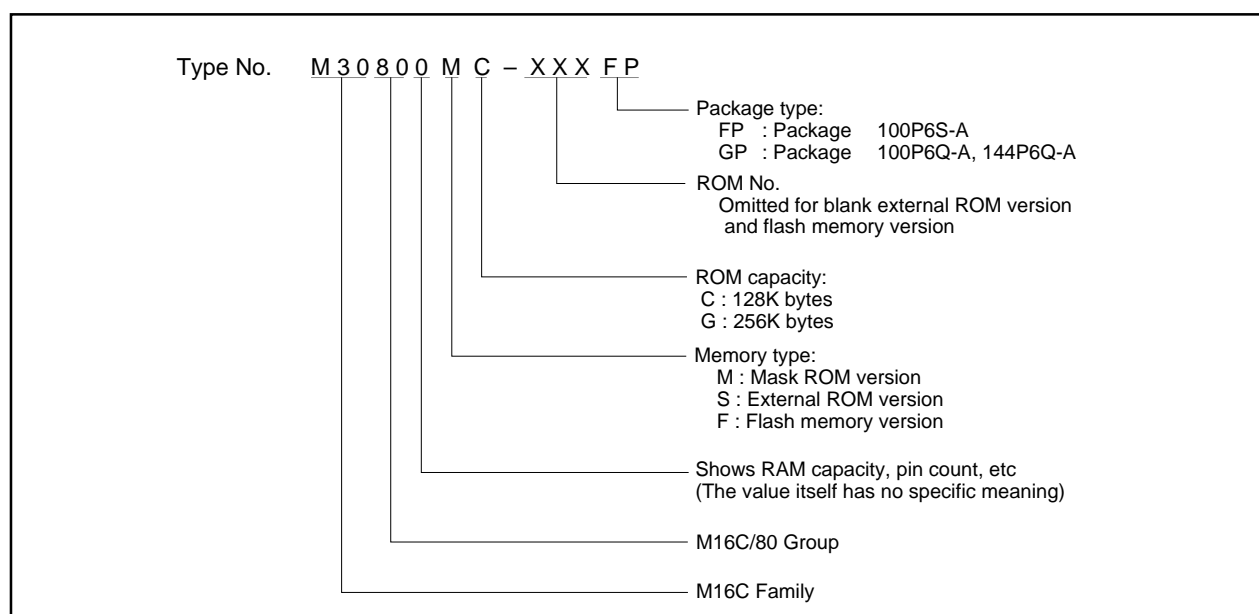 Type No. M 3 0 8 0 0 M C – X X X F P
Package type:
FP : Package 100P6S-A
GP : Package 100P6Q-A, 144P6Q-A
ROM No.
Omitted for blank external ROM version
and flash memory version
ROM capacity:
C : 128K bytes
G : 256K bytes
Memory type:
M : Mask ROM version
S : External ROM version
F : Flash memory version
Shows RAM capacity, pin count, etc
(The value itself has no specific meaning)
M16C/80 Group
M16C Family